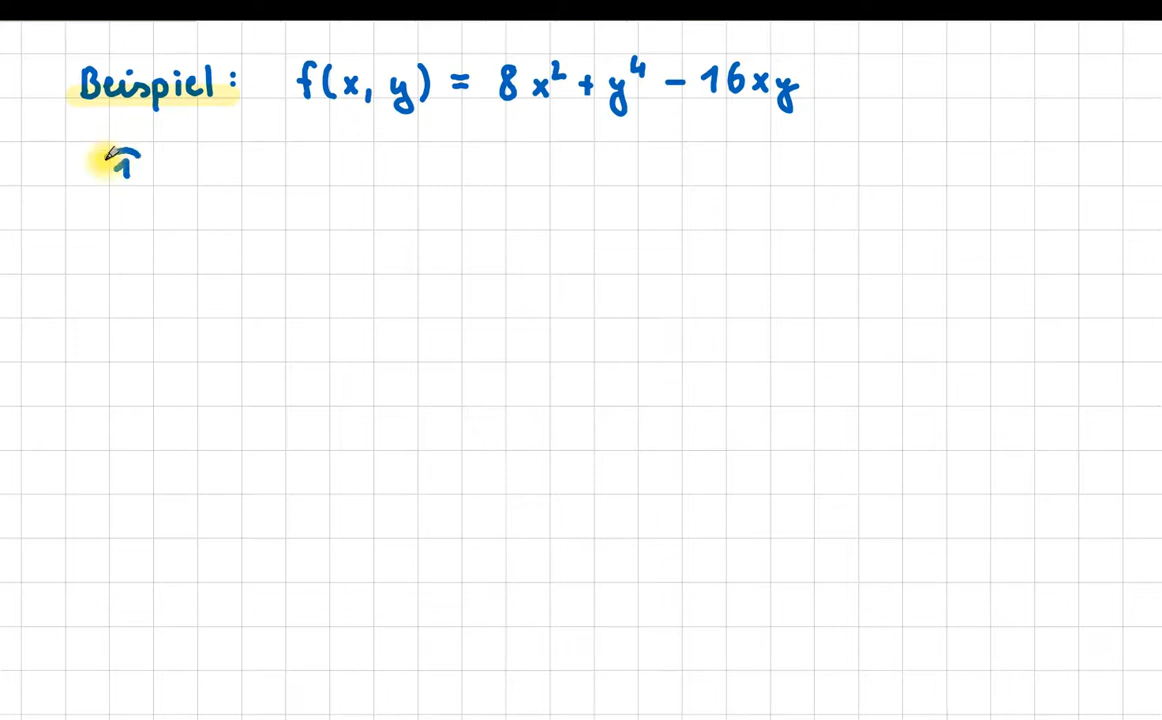 Beispiel: f(x, y) = 8x² + y⁴ - 16xy
1